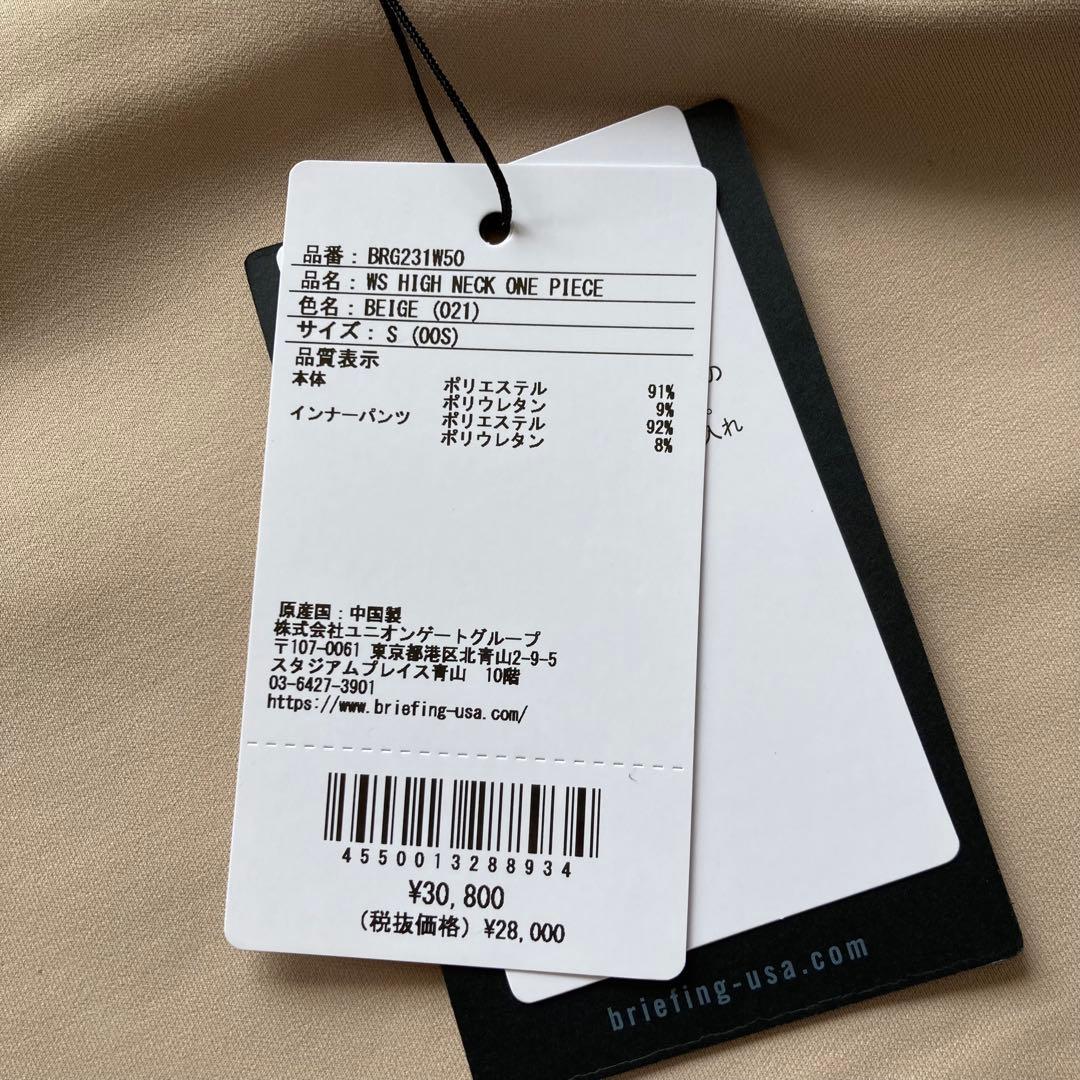 品番：BRG231W50
品名：WS HIGH NECK ONE PIECE
色名：BEIGE (021)
サイズ：S (00S)
品質表示
本体 ポリエステル 91%
ポリウレタン 9%
インナーパンツ ポリエステル 92%
ポリウレタン 8%
原産国：中国製
株式会社ユニオンゲートグループ
〒107-0061 東京都港区北青山2-9-5
スタジアムプレイス青山 10階
03-6427-3901
https://www.briefing-usa.com/
4550013288934
¥30,800
（税抜価格）¥28,000
briefing-usa.com